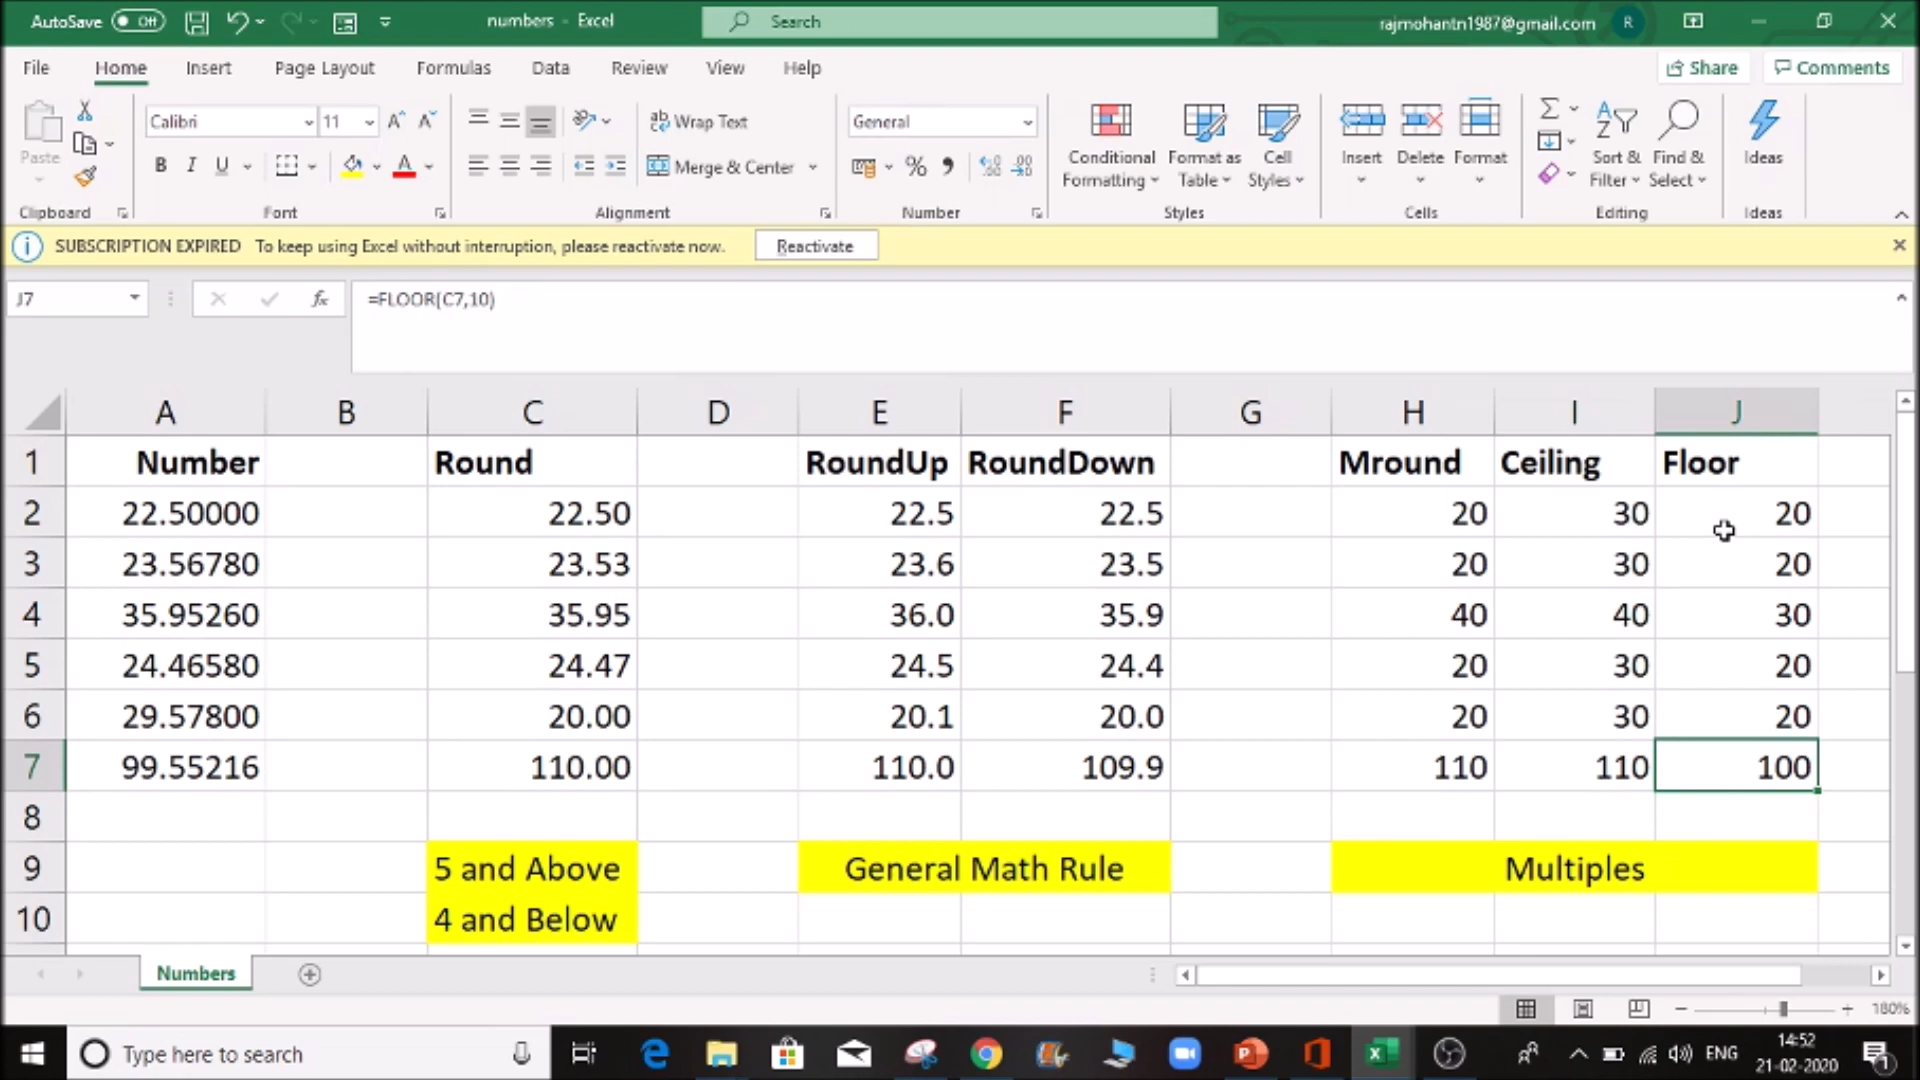 AutoSave Off numbers - Excel Search rajmohantn1987@gmail.com R
File Home Insert Page Layout Formulas Data Review View Help Share Comments
Calibri 11 Wrap Text General
Paste B I U Merge & Center % Conditional Formatting Format as Table Cell Styles Insert Delete Format Sort & Filter Find & Select Ideas
Clipboard Font Alignment Number Styles Cells Editing Ideas
SUBSCRIPTION EXPIRED To keep using Excel without interruption, please reactivate now. Reactivate
J7 fx =FLOOR(C7,10)
A B C D E F G H I J
1 Number Round RoundUp RoundDown Mround Ceiling Floor
2 22.50000 22.50 22.5 22.5 20 30 20
3 23.56780 23.53 23.6 23.5 20 30 20
4 35.95260 35.95 36.0 35.9 40 40 30
5 24.46580 24.47 24.5 24.4 20 30 20
6 29.57800 20.00 20.1 20.0 20 30 20
7 99.55216 110.00 110.0 109.9 110 110 100
8
9 5 and Above General Math Rule Multiples
10 4 and Below
Numbers
180%
Type here to search ENG 14:52
21-02-2020